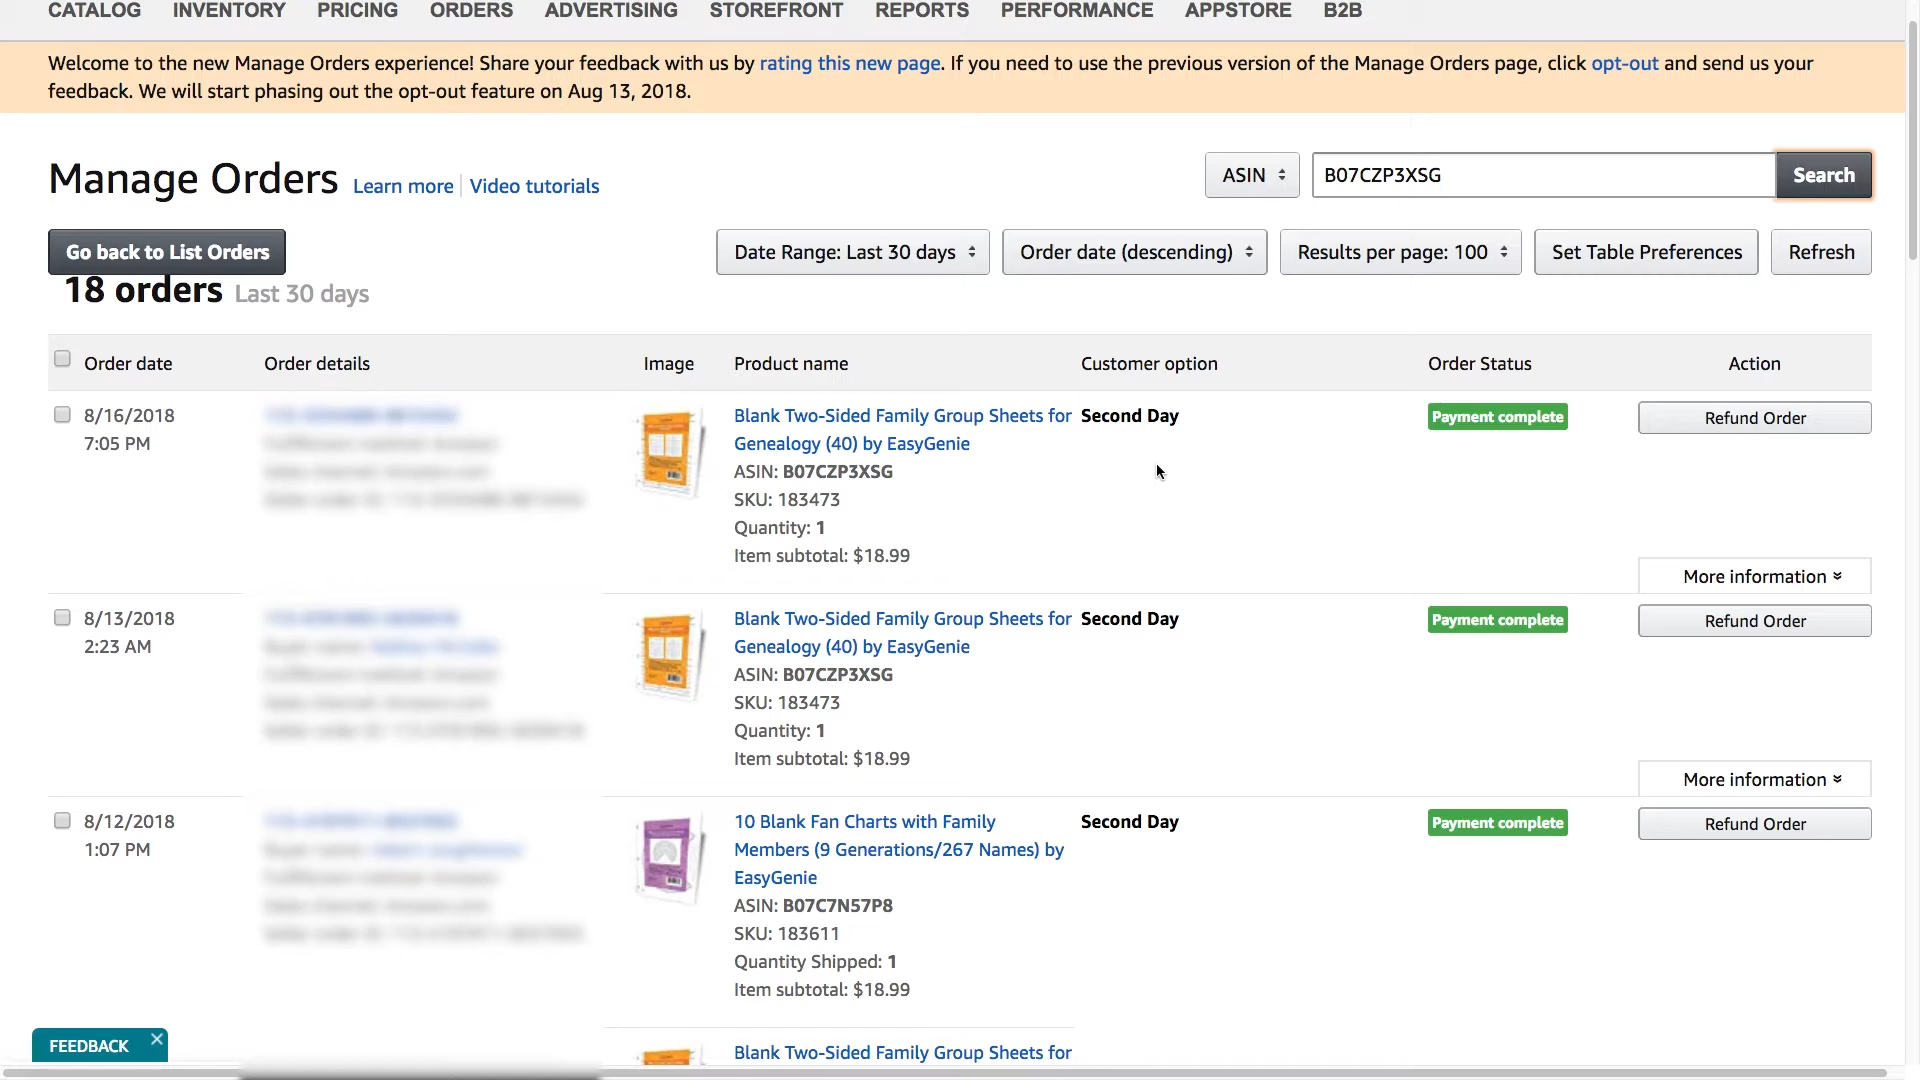 CATALOG INVENTORY PRICING ORDERS ADVERTISING STOREFRONT REPORTS PERFORMANCE APPSTORE B2B
Welcome to the new Manage Orders experience! Share your feedback with us by rating this new page. If you need to use the previous version of the Manage Orders page, click opt-out and send us your
feedback. We will start phasing out the opt-out feature on Aug 13, 2018.
Manage Orders Learn more Video tutorials
ASIN B07CZP3XSG Search
Go back to List Orders
Date Range: Last 30 days Order date (descending) Results per page: 100 Set Table Preferences Refresh
18 orders Last 30 days
Order date Order details Image Product name Customer option Order Status Action
8/16/2018
7:05 PM
Blank Two-Sided Family Group Sheets for
Genealogy (40) by EasyGenie
ASIN: B07CZP3XSG
SKU: 183473
Quantity: 1
Item subtotal: $18.99
Second Day
Payment complete
Refund Order
More information
8/13/2018
2:23 AM
Blank Two-Sided Family Group Sheets for
Genealogy (40) by EasyGenie
ASIN: B07CZP3XSG
SKU: 183473
Quantity: 1
Item subtotal: $18.99
Second Day
Payment complete
Refund Order
More information
8/12/2018
1:07 PM
10 Blank Fan Charts with Family
Members (9 Generations/267 Names) by
EasyGenie
ASIN: B07C7N57P8
SKU: 183611
Quantity Shipped: 1
Item subtotal: $18.99
Second Day
Payment complete
Refund Order
Blank Two-Sided Family Group Sheets for
FEEDBACK